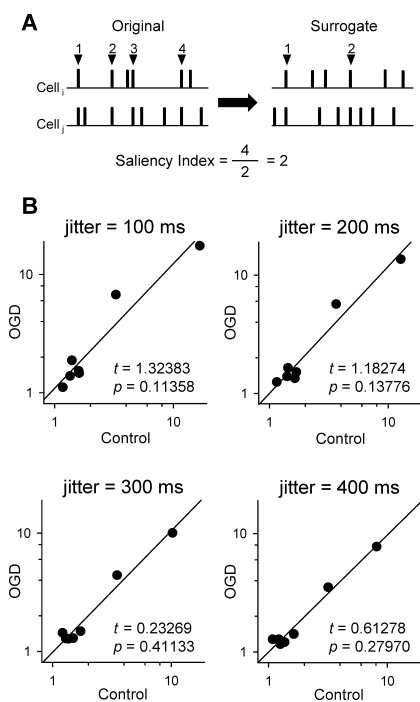 A
Original
Surrogate
1 2 3 4
1 2
Cell i
Cell j
Saliency Index = 4/2 = 2
B
jitter = 100 ms
jitter = 200 ms
OGD
10
1
t = 1.32383
p = 0.11358
1 10
Control
OGD
10
1
t = 1.18274
p = 0.13776
1 10
Control
jitter = 300 ms
jitter = 400 ms
OGD
10
1
t = 0.23269
p = 0.41133
1 10
Control
OGD
10
1
t = 0.61278
p = 0.27970
1 10
Control